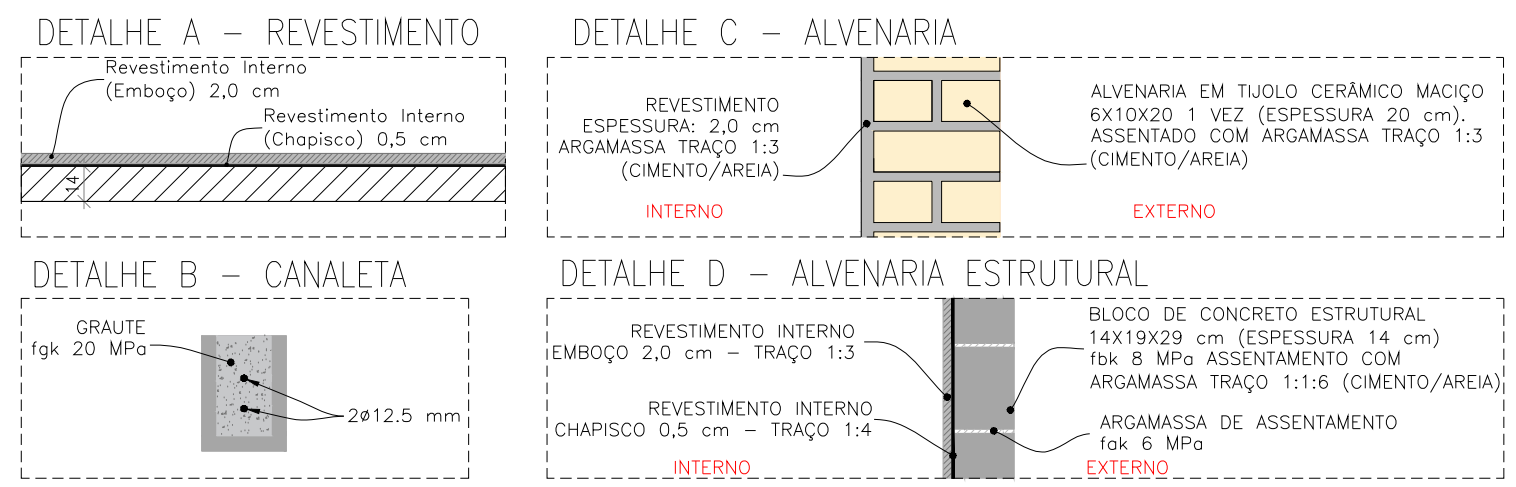 DETALHE A - REVESTIMENTO
Revestimento Interno
(Emboço) 2,0 cm
Revestimento Interno
(Chapisco) 0,5 cm
14
DETALHE C - ALVENARIA
REVESTIMENTO
ESPESSURA: 2,0 cm
ARGAMASSA TRAÇO 1:3
(CIMENTO/AREIA)
INTERNO
ALVENARIA EM TIJOLO CERÂMICO MACIÇO
6X10X20 1 VEZ (ESPESSURA 20 cm).
ASSENTADO COM ARGAMASSA TRAÇO 1:3
(CIMENTO/AREIA)
EXTERNO
DETALHE B - CANALETA
GRAUTE
fgk 20 MPa
2ø12.5 mm
DETALHE D - ALVENARIA ESTRUTURAL
REVESTIMENTO INTERNO
EMBOÇO 2,0 cm - TRAÇO 1:3
REVESTIMENTO INTERNO
CHAPISCO 0,5 cm - TRAÇO 1:4
INTERNO
BLOCO DE CONCRETO ESTRUTURAL
14X19X29 cm (ESPESSURA 14 cm)
fbk 8 MPa ASSENTAMENTO COM
ARGAMASSA TRAÇO 1:1:6 (CIMENTO/AREIA)
ARGAMASSA DE ASSENTAMENTO
fak 6 MPa
EXTERNO